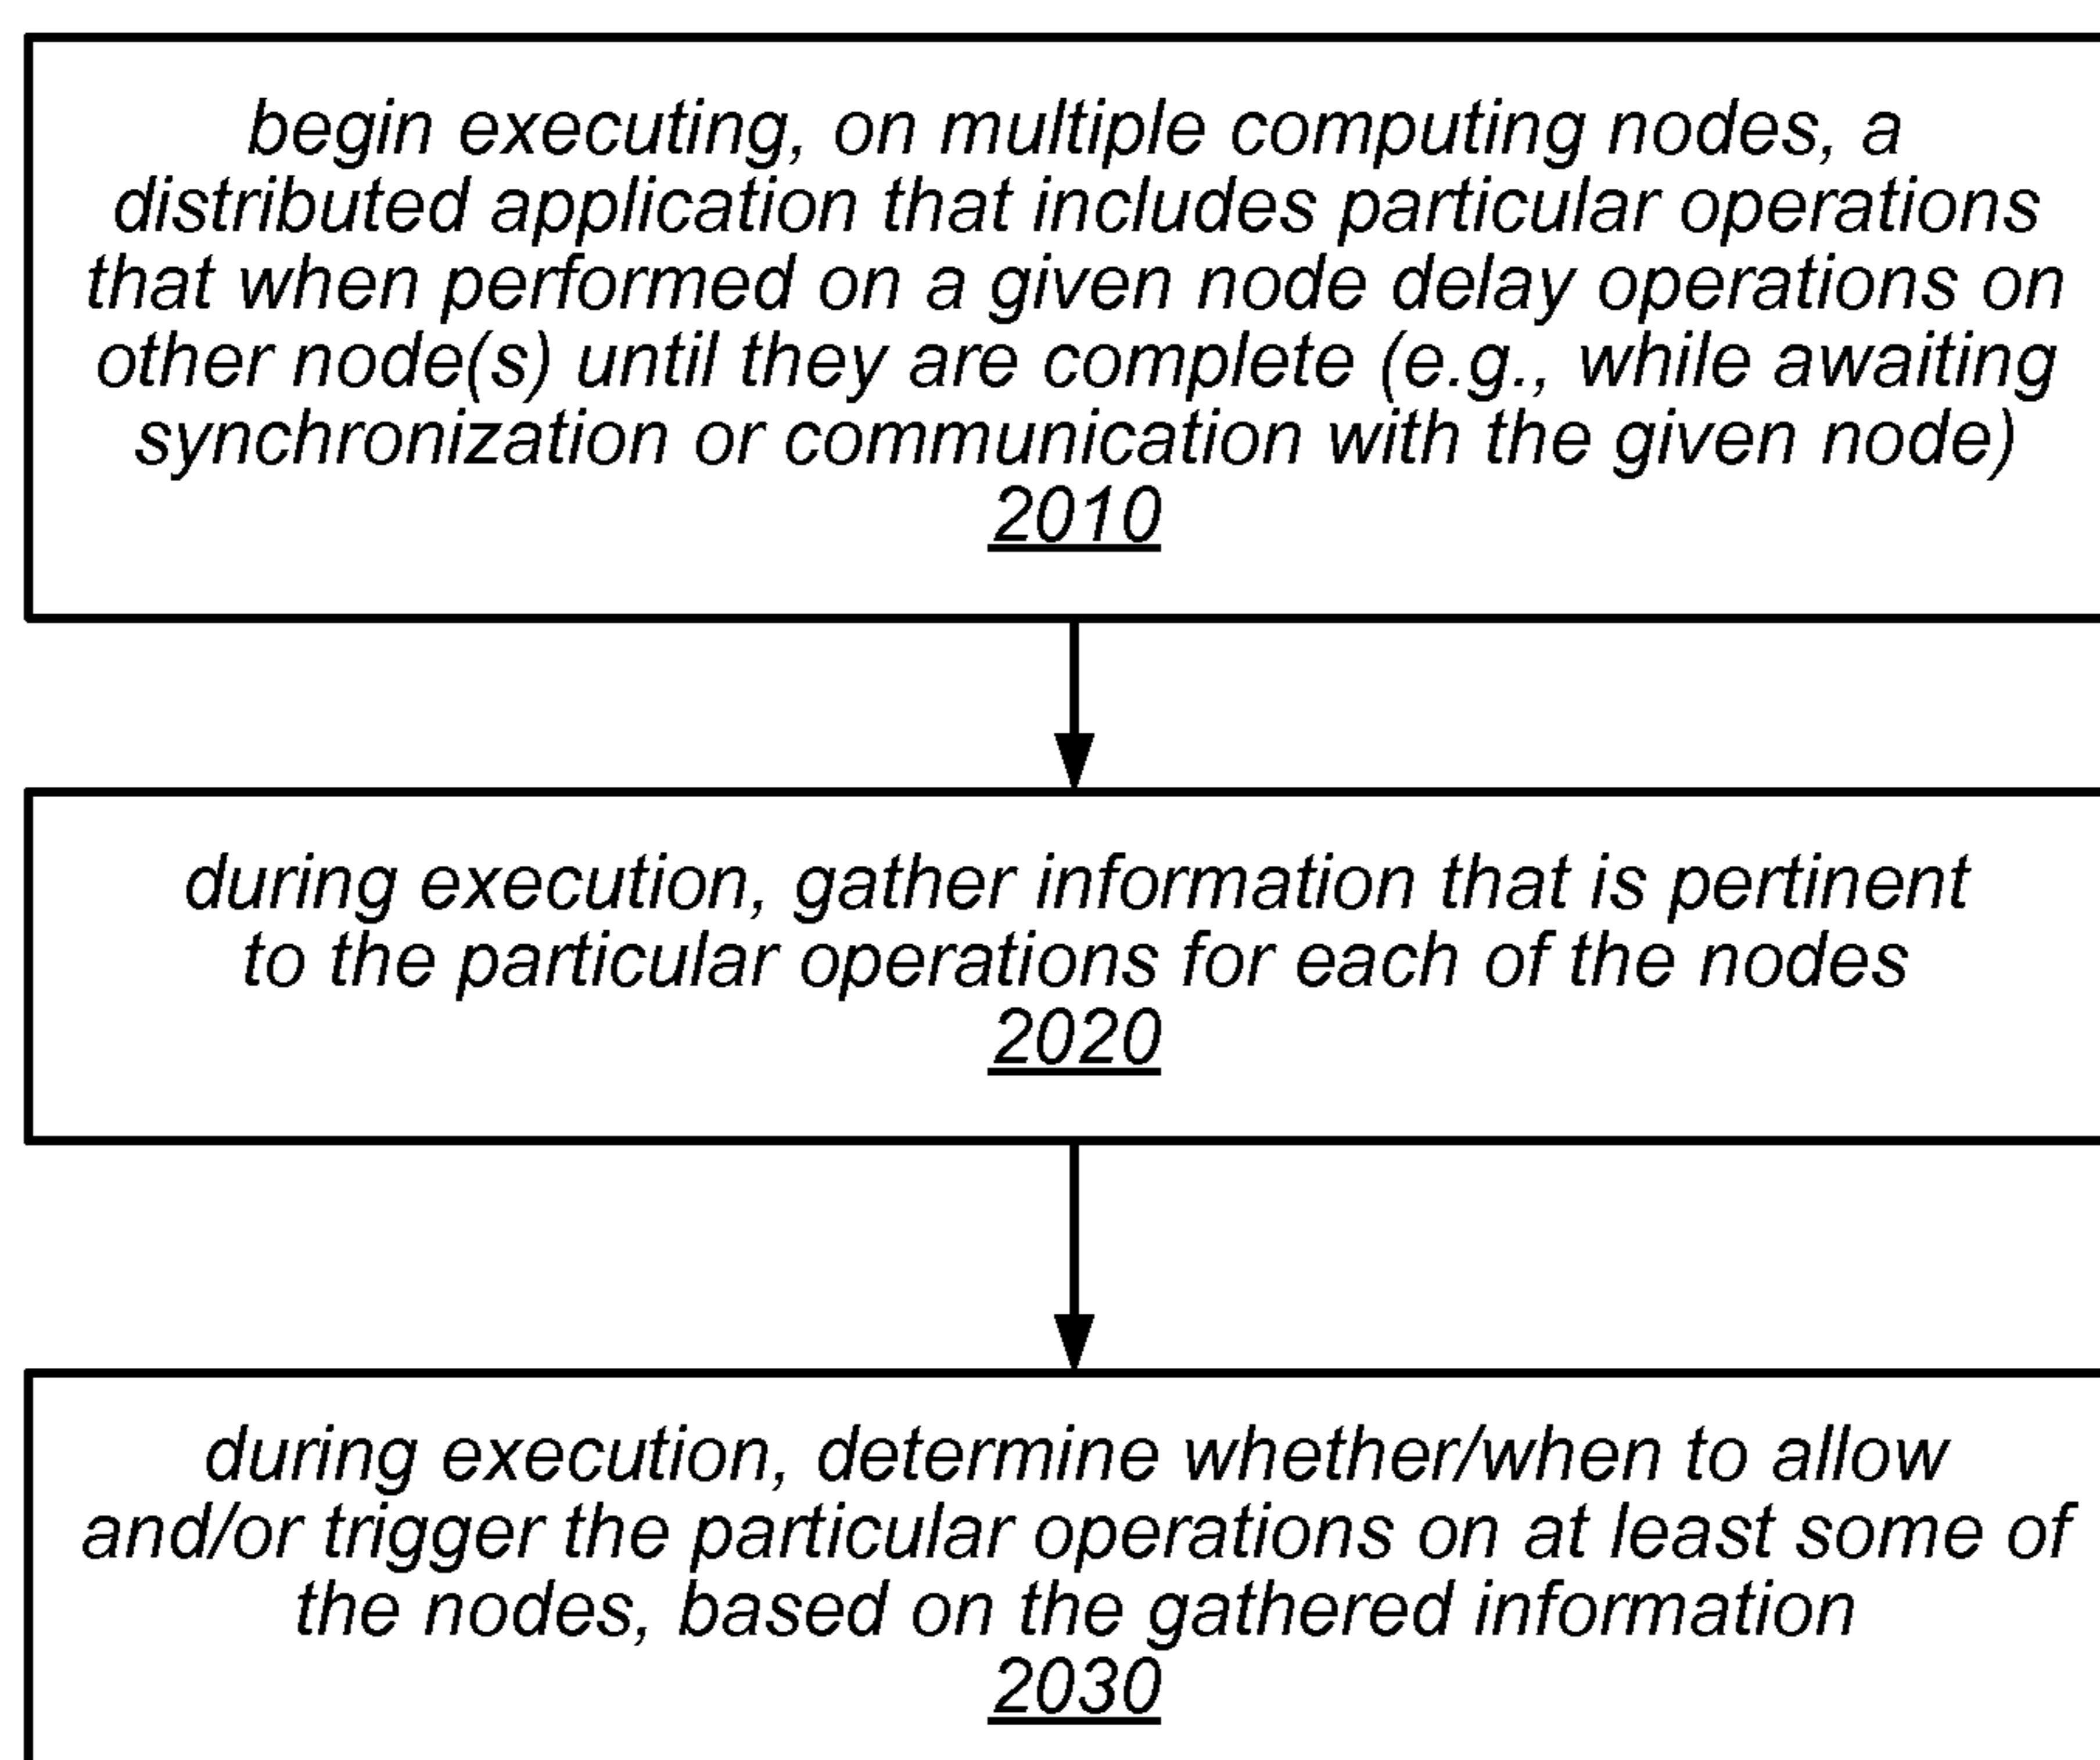 begin executing, on multiple computing nodes, a
distributed application that includes particular operations
that when performed on a given node delay operations on
other node(s) until they are complete (e.g., while awaiting
synchronization or communication with the given node)
2010
during execution, gather information that is pertinent
to the particular operations for each of the nodes
2020
during execution, determine whether/when to allow
and/or trigger the particular operations on at least some of
the nodes, based on the gathered information
2030